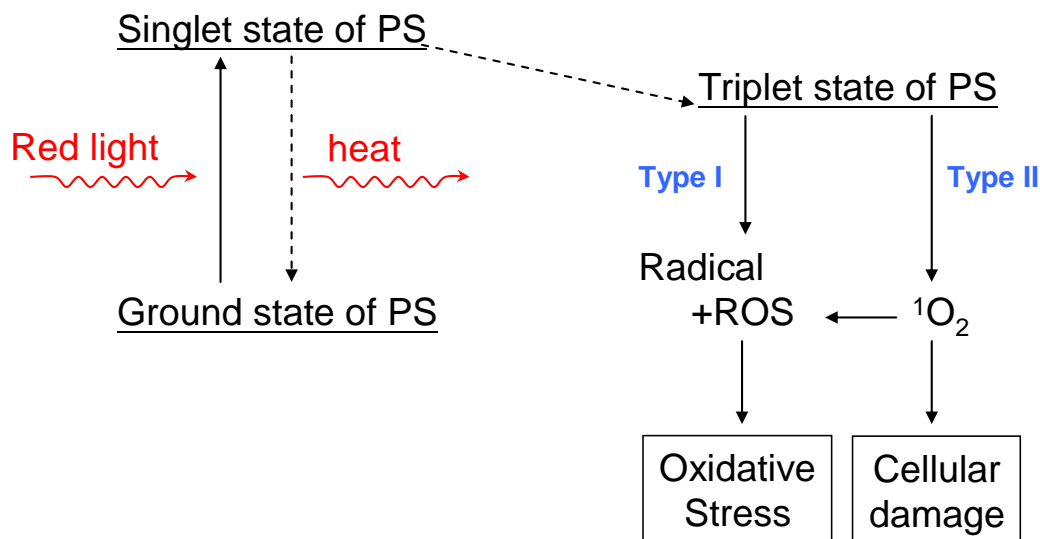 Singlet state of PS
Triplet state of PS
Red light
heat
Type I
Type II
Radical
+ROS
¹O₂
Ground state of PS
Oxidative
Stress
Cellular
damage